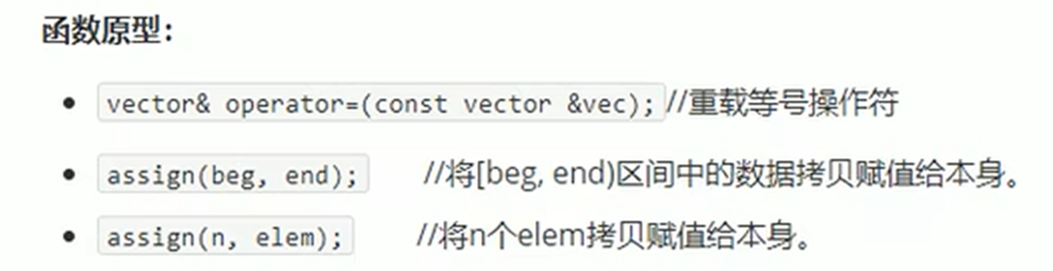 函数原型：
• vector& operator=(const vector &vec); //重载等号操作符
• assign(beg, end); //将[beg, end)区间中的数据拷贝赋值给本身。
• assign(n, elem); //将n个elem拷贝赋值给本身。